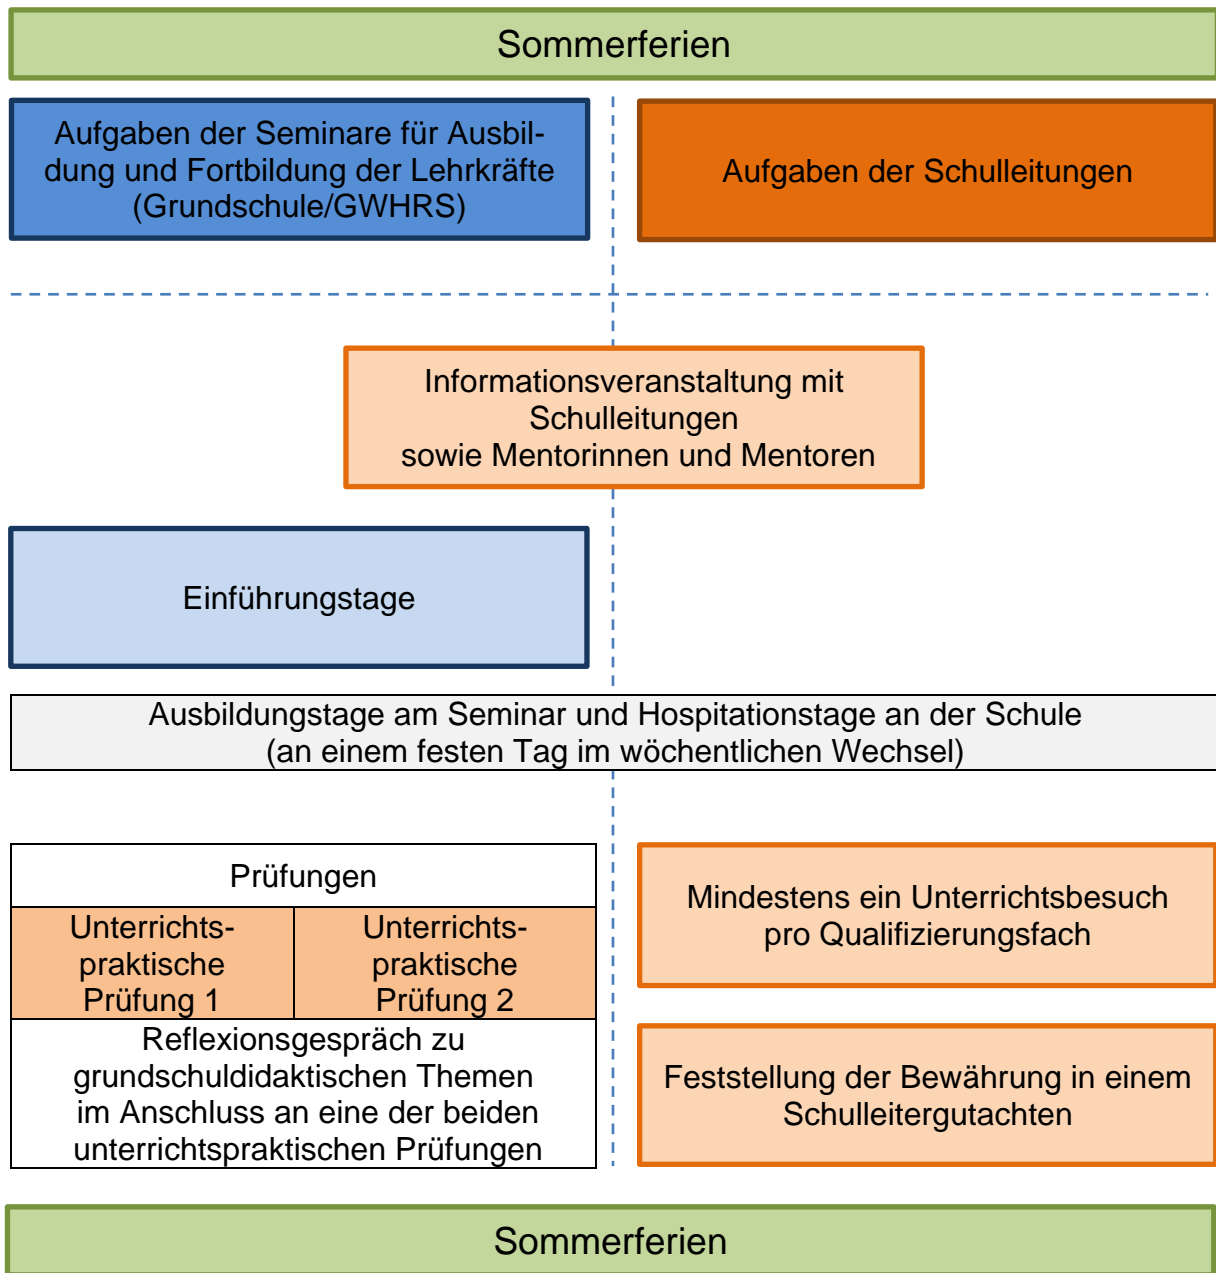 Sommerferien
Aufgaben der Seminare für Ausbil-
dung und Fortbildung der Lehrkräfte
(Grundschule/GWHRS)
Aufgaben der Schulleitungen
Informationsveranstaltung mit
Schulleitungen
sowie Mentorinnen und Mentoren
Einführungstage
Ausbildungstage am Seminar und Hospitationstage an der Schule
(an einem festen Tag im wöchentlichen Wechsel)
Prüfungen
Unterrichts-
praktische
Prüfung 1
Unterrichts-
praktische
Prüfung 2
Reflexionsgespräch zu
grundschuldidaktischen Themen
im Anschluss an eine der beiden
unterrichtspraktischen Prüfungen
Mindestens ein Unterrichtsbesuch
pro Qualifizierungsfach
Feststellung der Bewährung in einem
Schulleitergutachten
Sommerferien